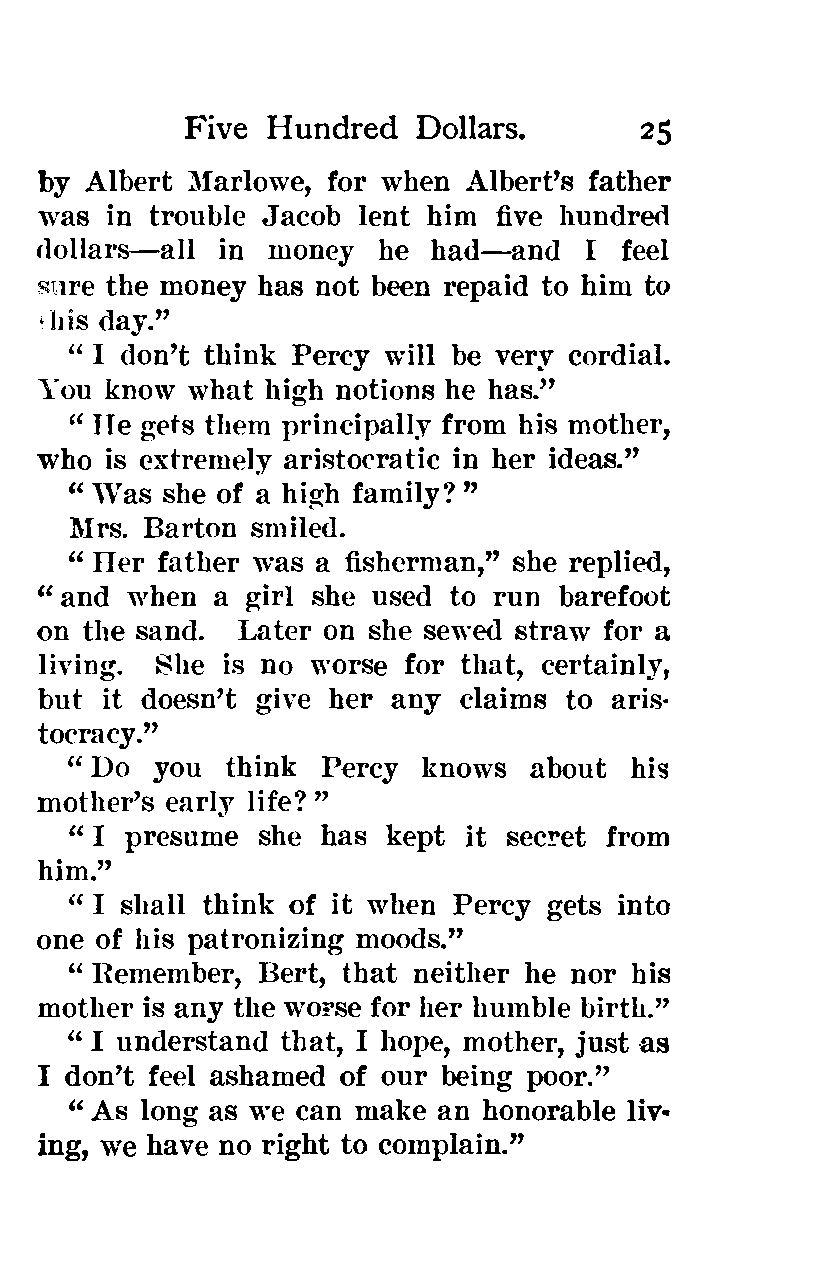 Five Hundred Dollars. 25
by Albert Marlowe, for when Albert's father
was in trouble Jacob lent him five hundred
dollars—all in money he had—and I feel
sure the money has not been repaid to him to
this day."
" I don't think Percy will be very cordial.
You know what high notions he has."
" He gets them principally from his mother,
who is extremely aristocratic in her ideas."
" Was she of a high family? "
Mrs. Barton smiled.
" Her father was a fisherman," she replied,
" and when a girl she used to run barefoot
on the sand. Later on she sewed straw for a
living. She is no worse for that, certainly,
but it doesn't give her any claims to aris-
tocracy."
" Do you think Percy knows about his
mother's early life? "
" I presume she has kept it secret from
him."
" I shall think of it when Percy gets into
one of his patronizing moods."
" Remember, Bert, that neither he nor his
mother is any the worse for her humble birth."
" I understand that, I hope, mother, just as
I don't feel ashamed of our being poor."
" As long as we can make an honorable liv-
ing, we have no right to complain."